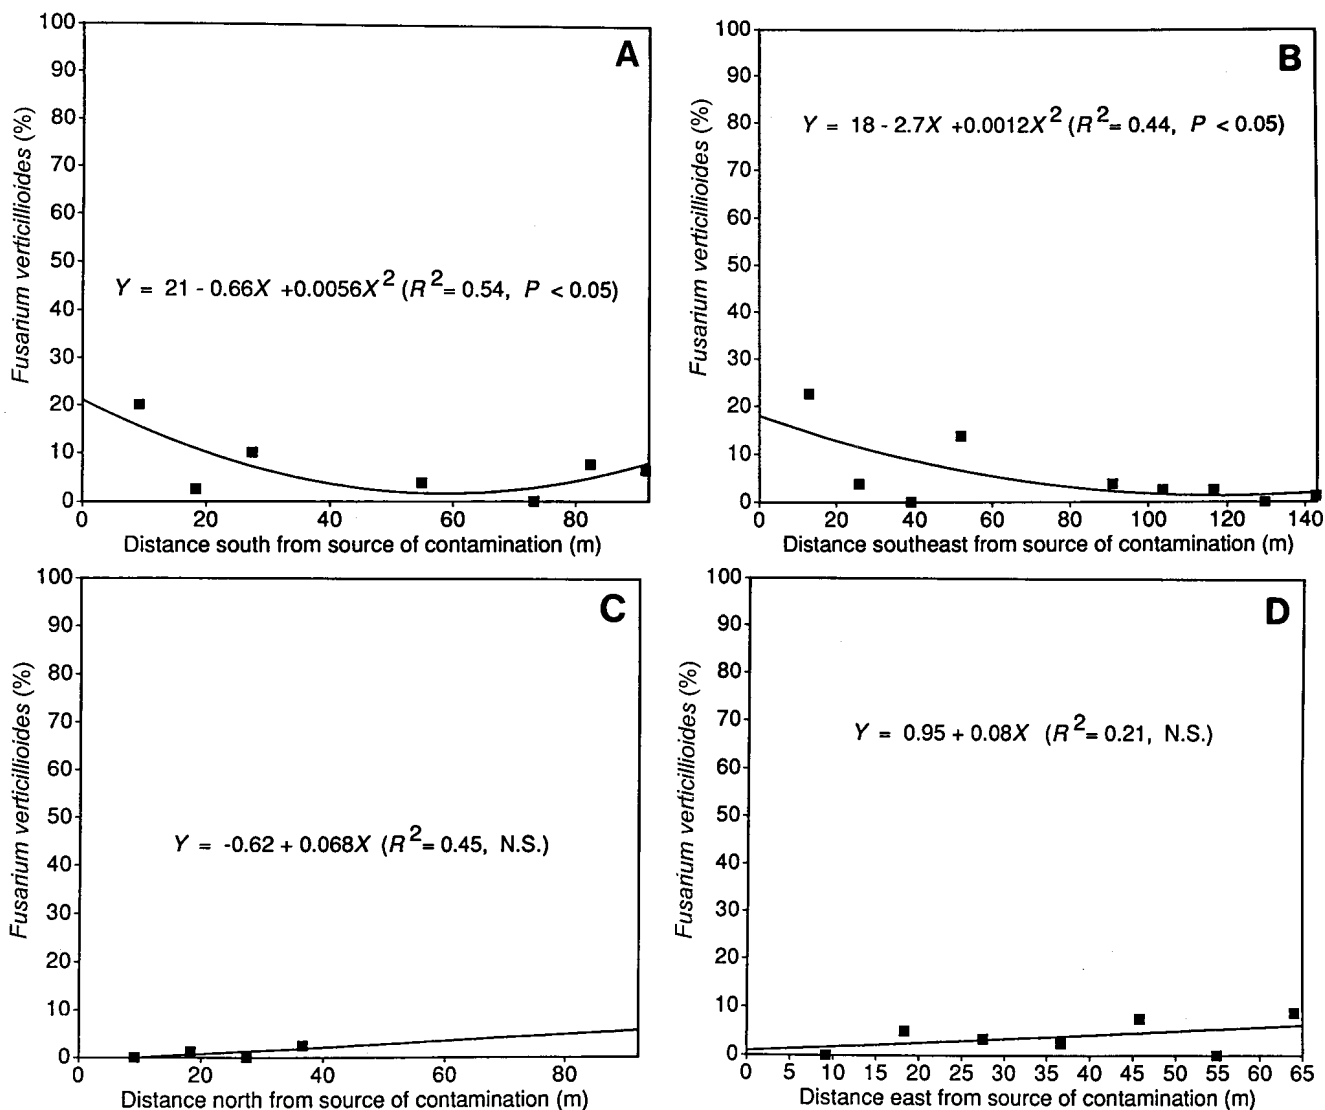 A
Fusarium verticillioides (%)
100
90
80
70
60
50
40
30
20
10
0
Y = 21 - 0.66X +0.0056X² (R²= 0.54, P < 0.05)
0 20 40 60 80
Distance south from source of contamination (m)
B
Fusarium verticillioides (%)
100
90
80
70
60
50
40
30
20
10
0
Y = 18 - 2.7X +0.0012X² (R²= 0.44, P < 0.05)
0 20 40 60 80 100 120 140
Distance southeast from source of contamination (m)
C
Fusarium verticillioides (%)
100
90
80
70
60
50
40
30
20
10
0
Y = -0.62 + 0.068X (R²= 0.45, N.S.)
0 20 40 60 80
Distance north from source of contamination (m)
D
Fusarium verticillioides (%)
100
90
80
70
60
50
40
30
20
10
0
Y = 0.95 + 0.08X (R²= 0.21, N.S.)
0 5 10 15 20 25 30 35 40 45 50 55 60 65
Distance east from source of contamination (m)